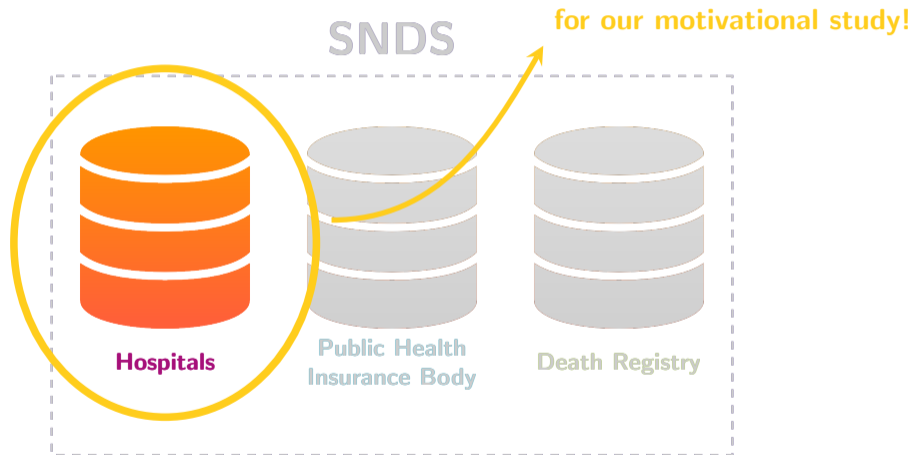 for our motivational study!
SNDS
Hospitals
Public Health
Insurance Body
Death Registry